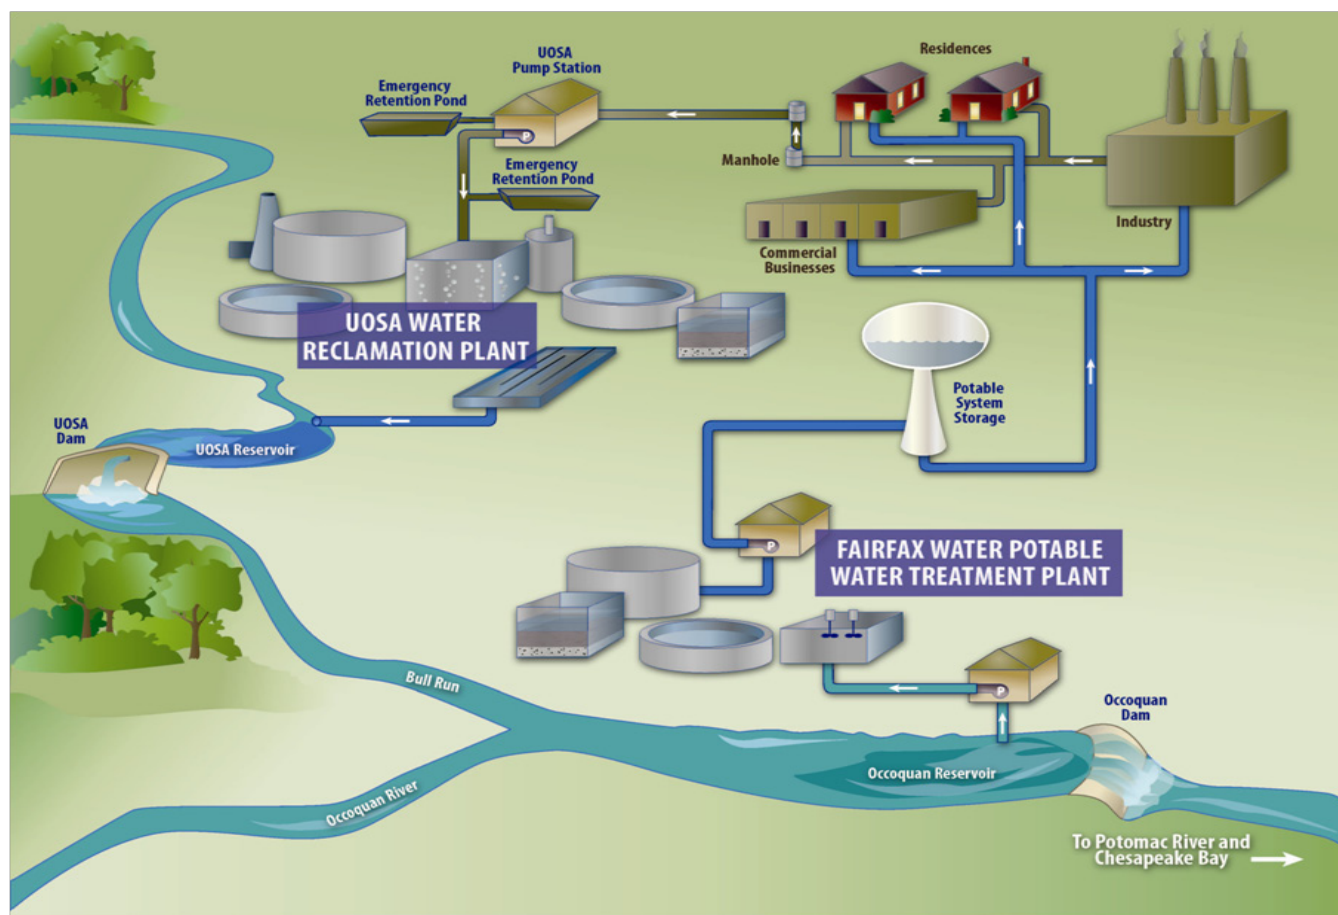 UOSA
Pump Station
Residences
Emergency
Retention Pond
P
Manhole
Emergency
Retention Pond
Industry
Commercial
Businesses
UOSA WATER
RECLAMATION PLANT
Potable
System
Storage
UOSA
Dam
UOSA Reservoir
P
FAIRFAX WATER POTABLE
WATER TREATMENT PLANT
Bull Run
P
Occoquan
Dam
Occoquan Reservoir
Occoquan River
To Potomac River and
Chesapeake Bay